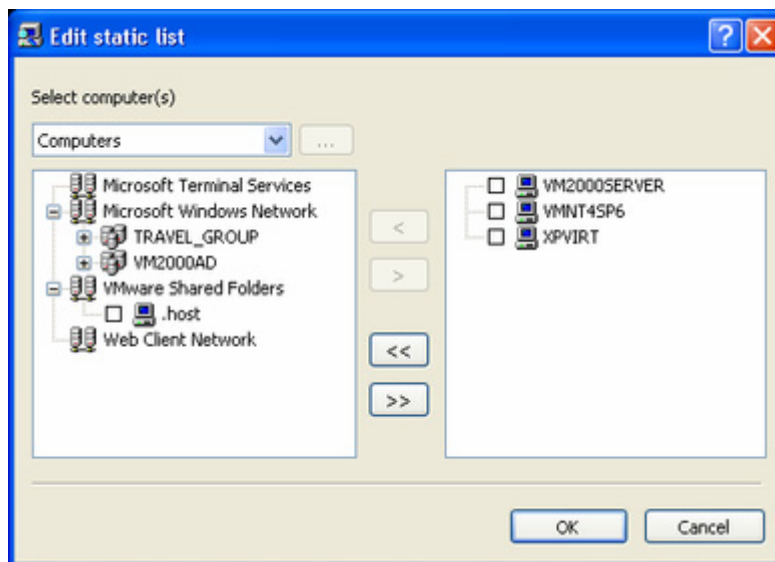 Edit static list
Select computer(s)
Computers
...
Microsoft Terminal Services
Microsoft Windows Network
TRAVEL_GROUP
VM2000AD
VMware Shared Folders
.host
Web Client Network
<
>
<<
>>
VM2000SERVER
VMNT4SP6
XPVIRT
OK
Cancel